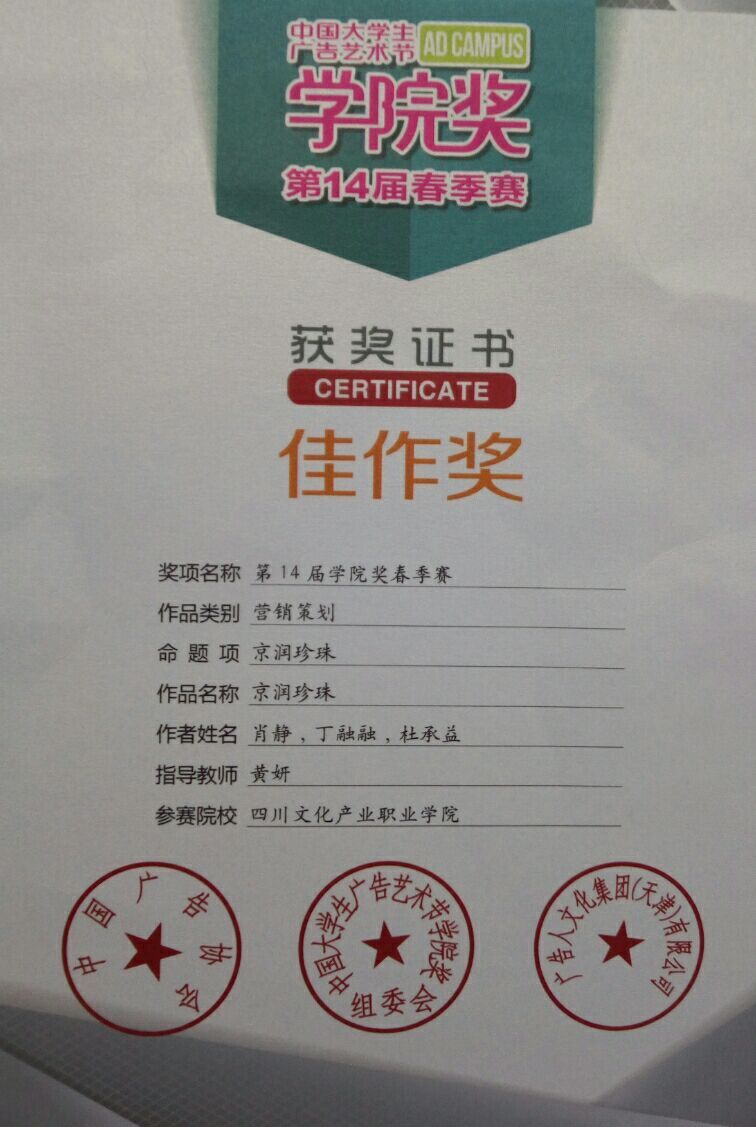 中国大学生
广告艺术节 AD CAMPUS
学院奖
第14届春季赛
获奖证书
CERTIFICATE
佳作奖
奖项名称 第14届学院奖春季赛
作品类别 营销策划
命题项 京润珍珠
作品名称 京润珍珠
作者姓名 肖静，丁融融，杜承益
指导教师 黄妍
参赛院校 四川文化产业职业学院
中国广告协会
中国大学生广告艺术节学院奖
组委会
广告人文化集团(天津)有限公司